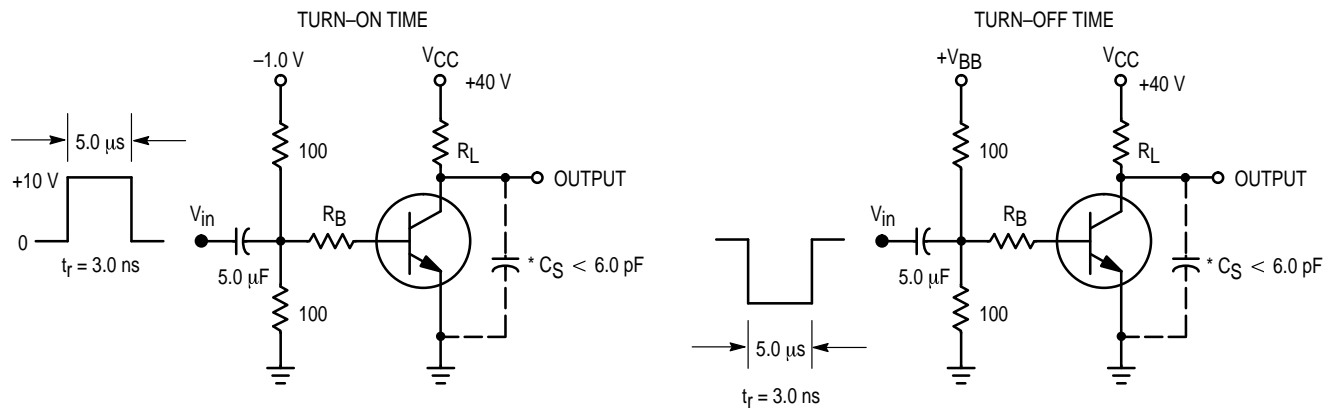 TURN–ON TIME
–1.0 V
VCC
+40 V
5.0 μs
100
RL
+10 V
OUTPUT
Vin
RB
0
* CS < 6.0 pF
5.0 μF
tr = 3.0 ns
100
TURN–OFF TIME
+VBB
VCC
+40 V
100
RL
OUTPUT
Vin
RB
* CS < 6.0 pF
5.0 μF
100
5.0 μs
tr = 3.0 ns